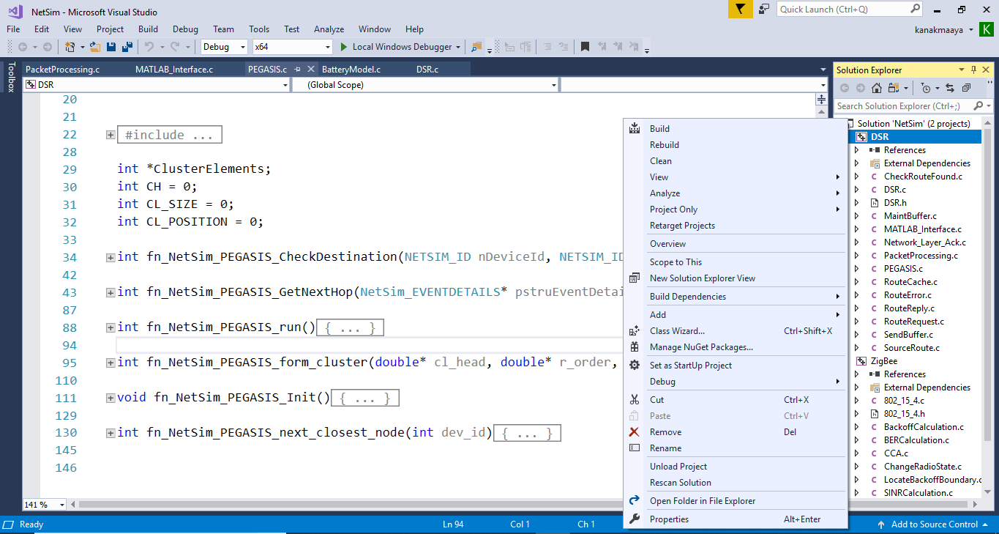 NetSim - Microsoft Visual Studio
Quick Launch (Ctrl+Q)
File Edit View Project Build Debug Team Tools Test Analyze Window Help
kanakmaaya K
Debug x64 Local Windows Debugger
Toolbox
PacketProcessing.c MATLAB_Interface.c PEGASIS.c BatteryModel.c DSR.c
DSR (Global Scope)
20
21
22 #include ...
28
29 int *ClusterElements;
30 int CH = 0;
31 int CL_SIZE = 0;
32 int CL_POSITION = 0;
33
34 int fn_NetSim_PEGASIS_CheckDestination(NETSIM_ID nDeviceId, NETSIM_ID
42
43 int fn_NetSim_PEGASIS_GetNextHop(NetSim_EVENTDETAILS* pstruEventDetai
87
88 int fn_NetSim_PEGASIS_run(){ ... }
94
95 int fn_NetSim_PEGASIS_form_cluster(double* cl_head, double* r_order,
110
111 void fn_NetSim_PEGASIS_Init(){ ... }
129
130 int fn_NetSim_PEGASIS_next_closest_node(int dev_id){ ... }
145
146
141 %
Build
Rebuild
Clean
View
Analyze
Project Only
Retarget Projects
Overview
Scope to This
New Solution Explorer View
Build Dependencies
Add
Class Wizard... Ctrl+Shift+X
Manage NuGet Packages...
Set as StartUp Project
Debug
Cut Ctrl+X
Paste Ctrl+V
Remove Del
Rename
Unload Project
Rescan Solution
Open Folder in File Explorer
Properties Alt+Enter
Solution Explorer
Search Solution Explorer (Ctrl+;)
Solution 'NetSim' (2 projects)
DSR
References
External Dependencies
CheckRouteFound.c
DSR.c
DSR.h
MaintBuffer.c
MATLAB_Interface.c
Network_Layer_Ack.c
PacketProcessing.c
PEGASIS.c
RouteCache.c
RouteError.c
RouteReply.c
RouteRequest.c
SendBuffer.c
SourceRoute.c
ZigBee
References
External Dependencies
802_15_4.c
802_15_4.h
BackoffCalculation.c
BERCalculation.c
CCA.c
ChangeRadioState.c
LocateBackoffBoundary.c
SINRCalculation.c
Ready Ln 94 Col 1 Ch 1 Add to Source Control